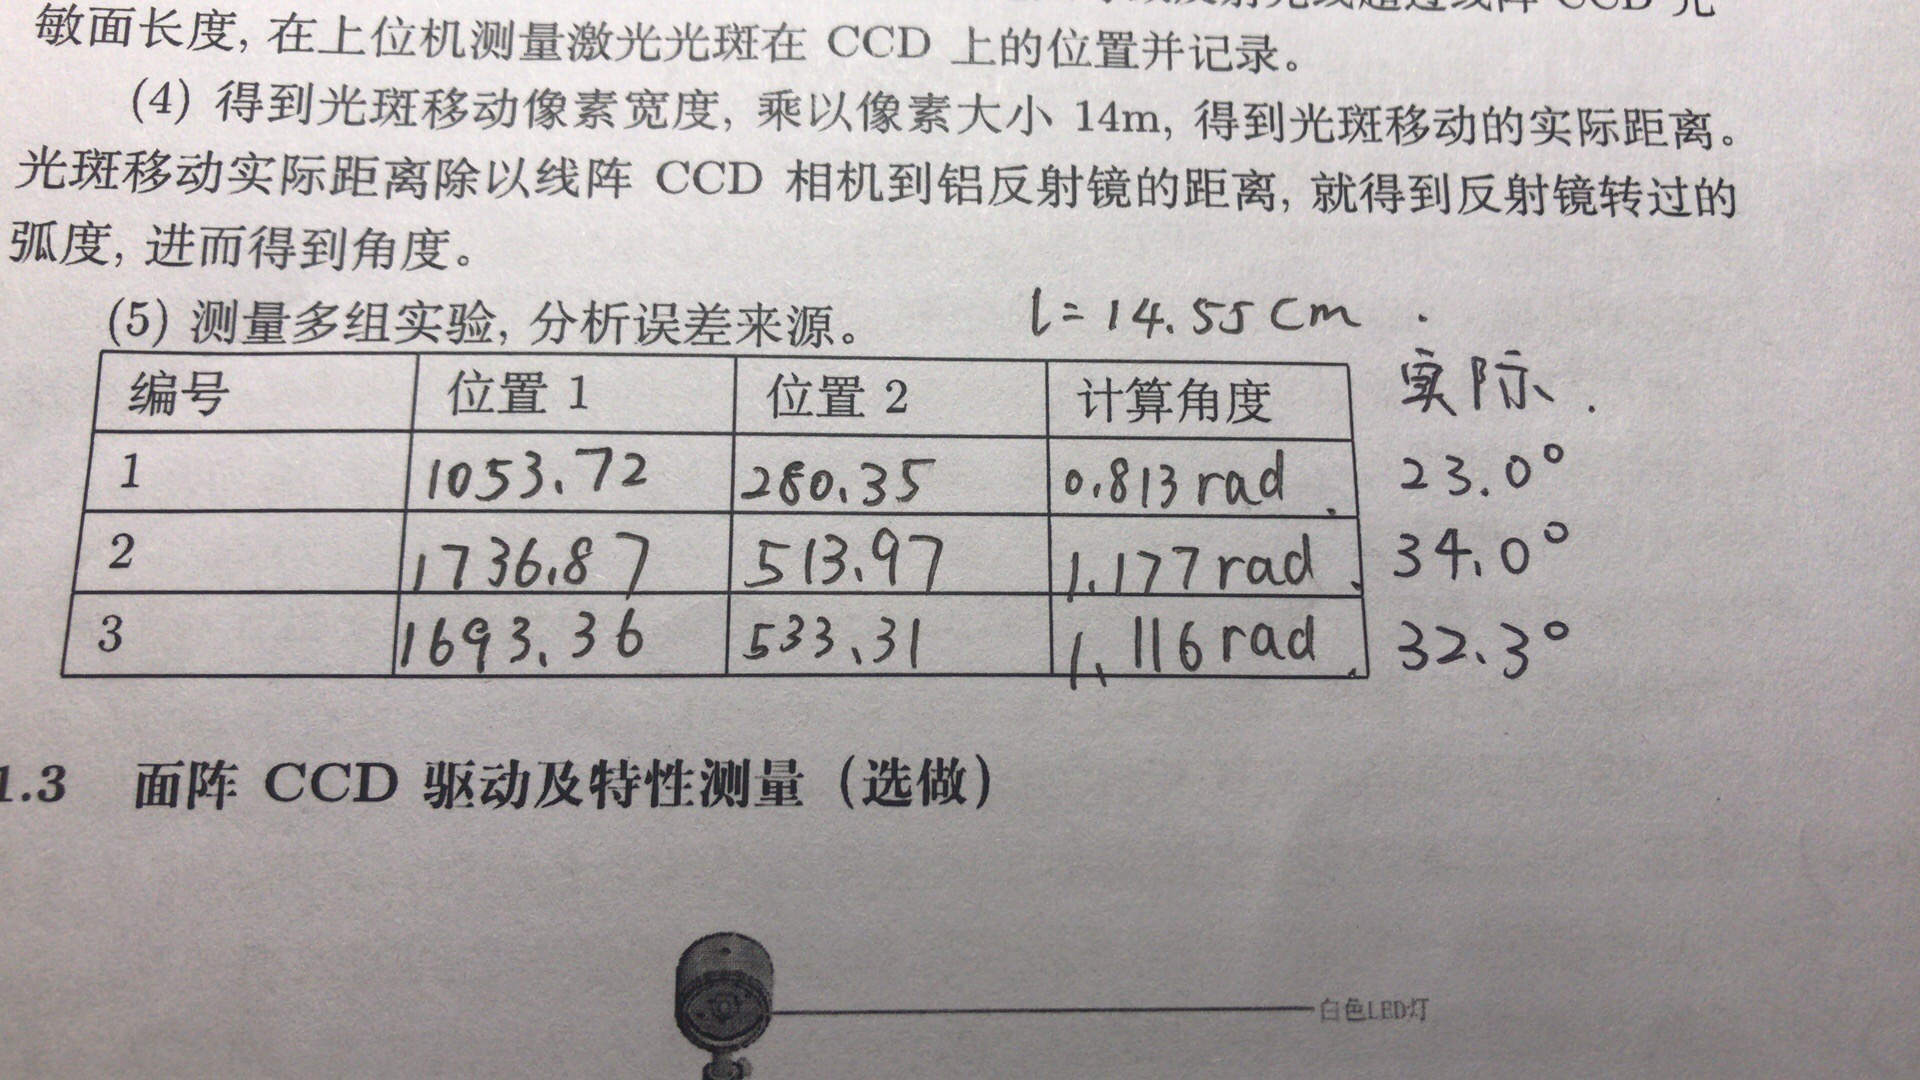 敏面长度, 在上位机测量激光光斑在 CCD 上的位置并记录。
(4) 得到光斑移动像素宽度, 乘以像素大小 14m, 得到光斑移动的实际距离。
光斑移动实际距离除以线阵 CCD 相机到铝反射镜的距离, 就得到反射镜转过的
弧度, 进而得到角度。
(5) 测量多组实验, 分析误差来源。 l = 14.55 cm .
编号 位置 1 位置 2 计算角度 实际.
1 1053.72 280.35 0.813 rad. 23.0°
2 1736.87 513.97 1.177 rad. 34.0°
3 1693.36 533.31 1.116 rad. 32.3°
1.3 面阵 CCD 驱动及特性测量 (选做)
白色LED灯